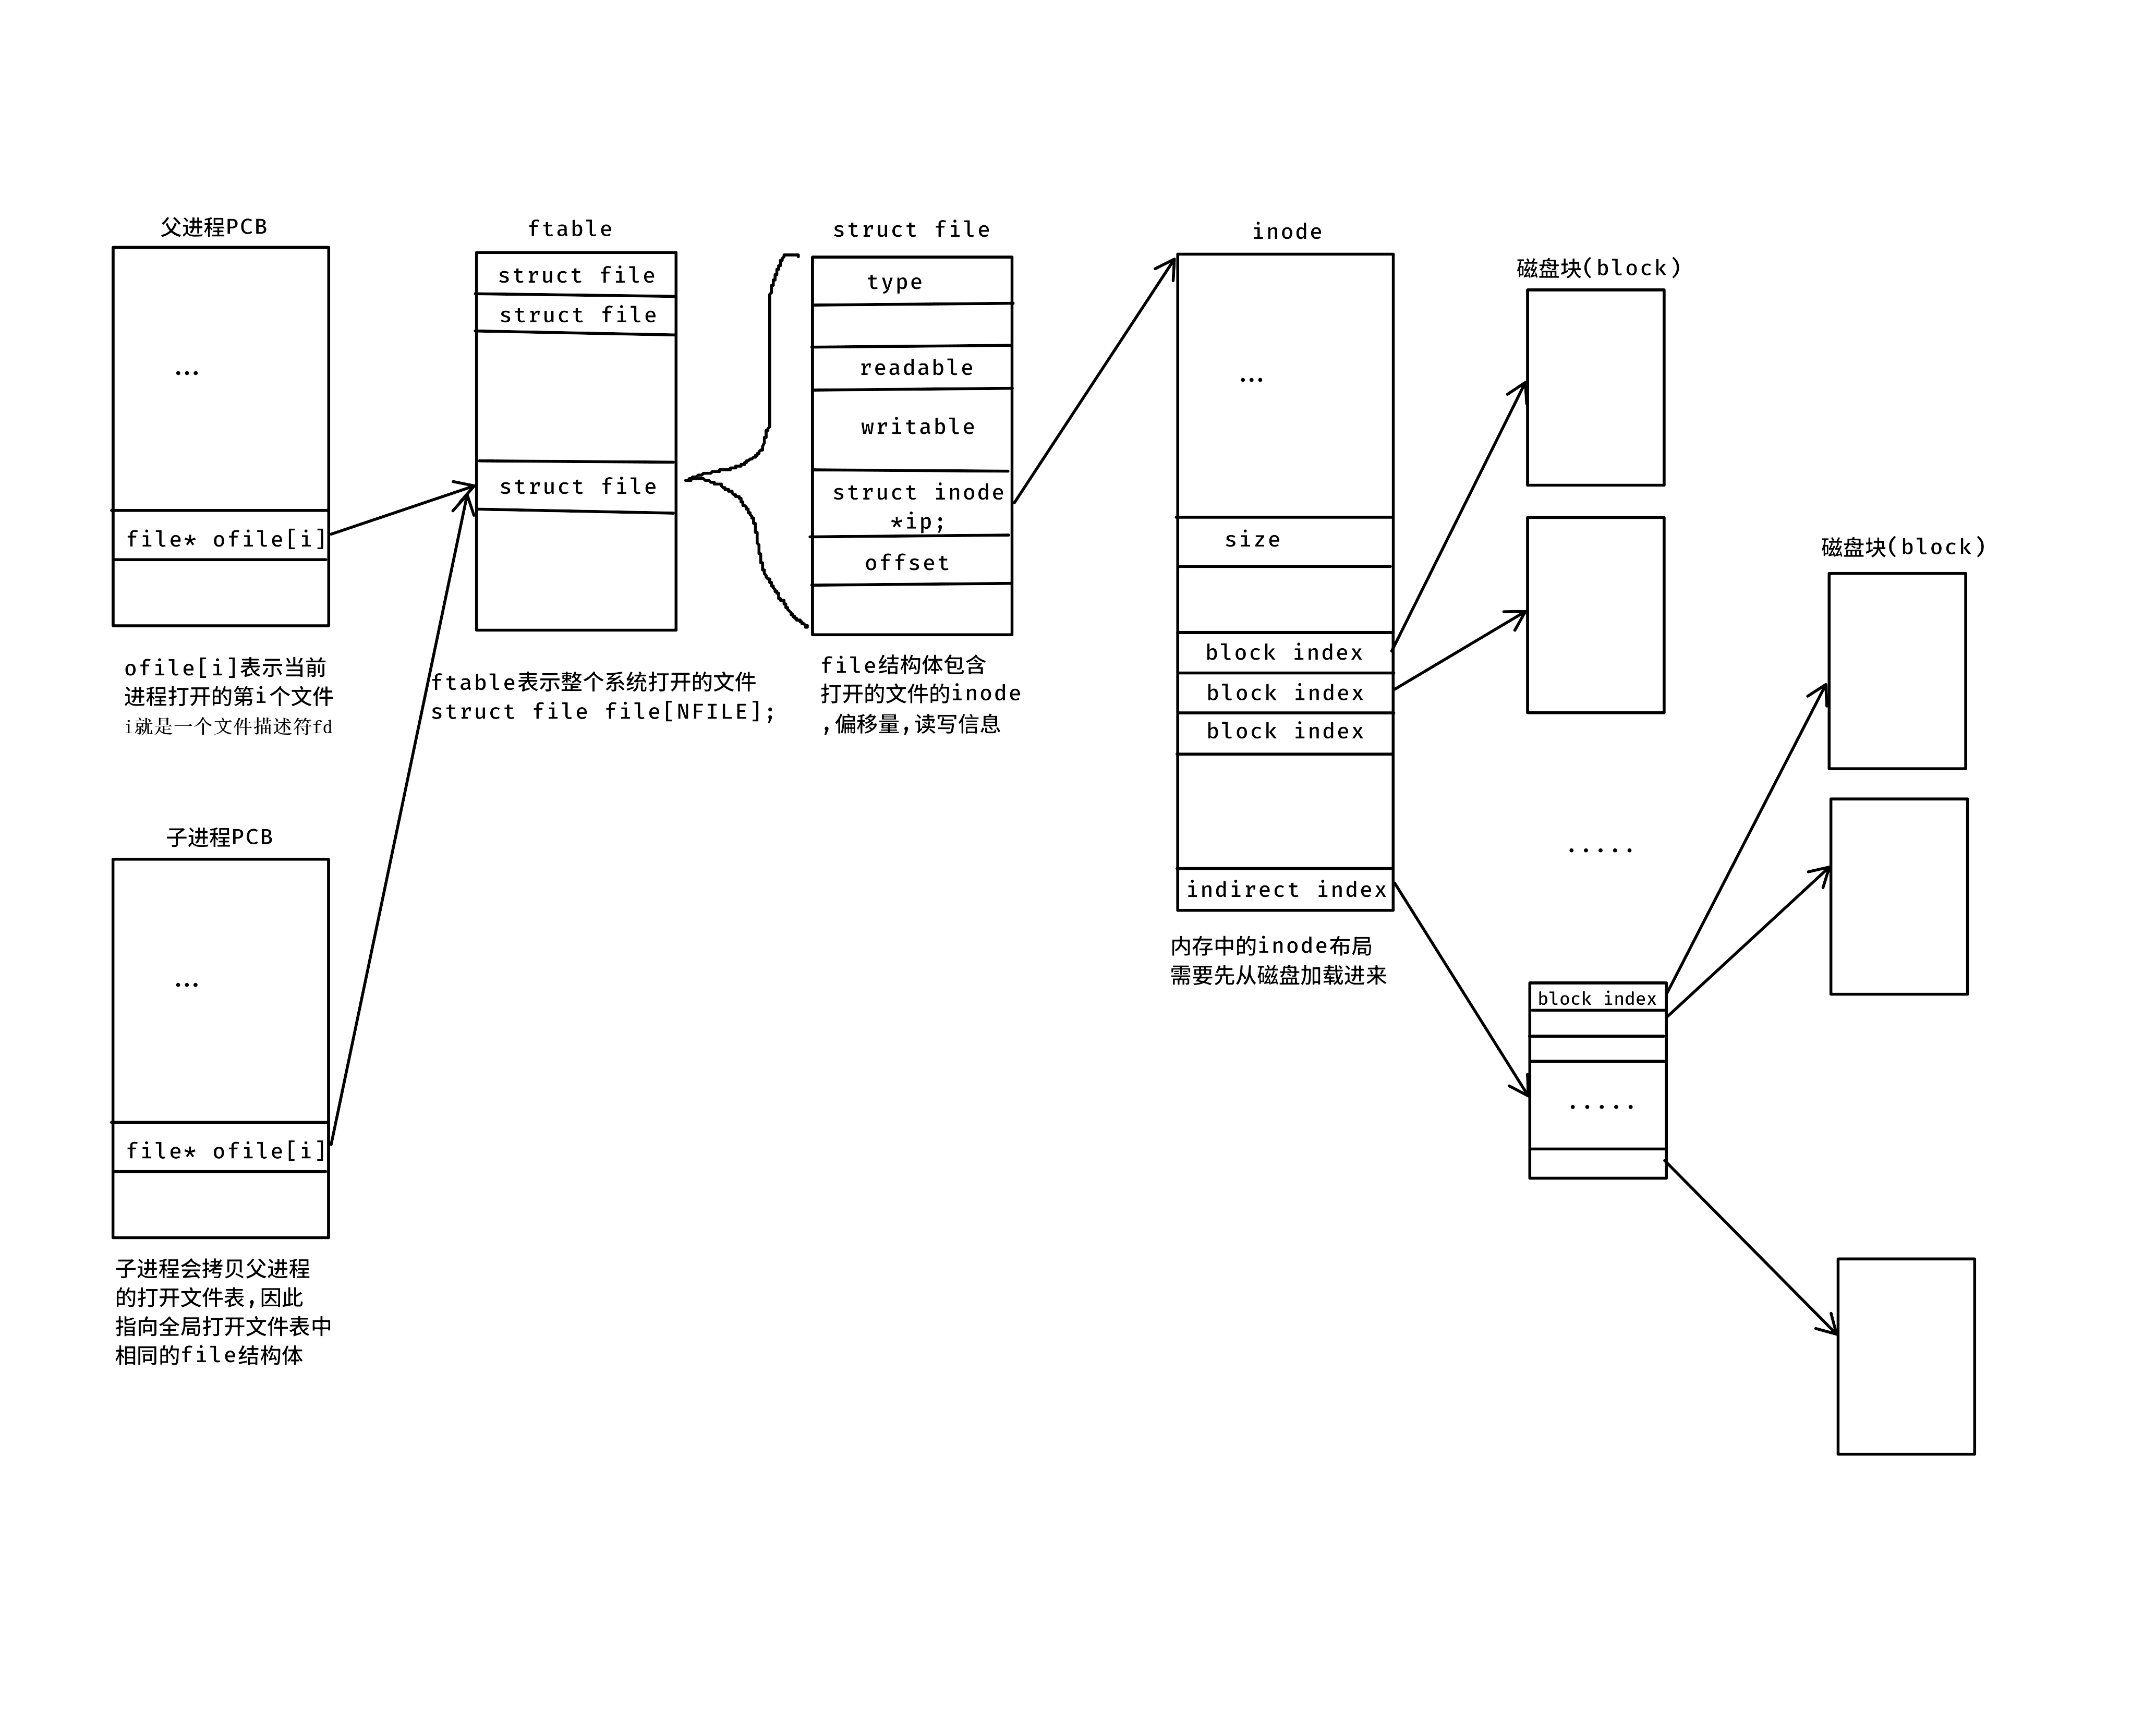 父进程PCB
...
file* ofile[i]
ofile[i]表示当前
进程打开的第i个文件
i就是一个文件描述符fd
子进程PCB
...
file* ofile[i]
子进程会拷贝父进程
的打开文件表,因此
指向全局打开文件表中
相同的file结构体
ftable
struct file
struct file
struct file
ftable表示整个系统打开的文件
struct file file[NFILE];
struct file
type
readable
writable
struct inode
*ip;
offset
file结构体包含
打开的文件的inode
,偏移量,读写信息
inode
...
size
block index
block index
block index
indirect index
内存中的inode布局
需要先从磁盘加载进来
磁盘块(block)
.....
block index
.....
磁盘块(block)